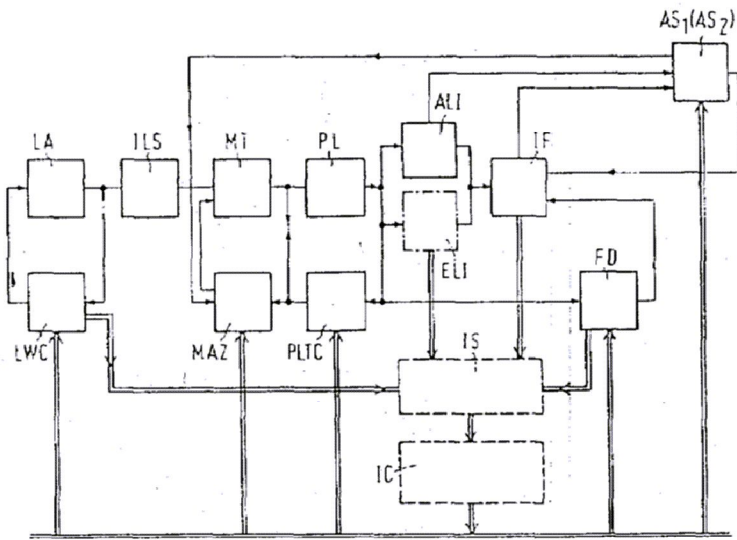 AS₁(AS₂)
ALI
LA
ILS
MT
PL
IF
ELI
FD
LWC
MAZ
PLTC
IS
IC